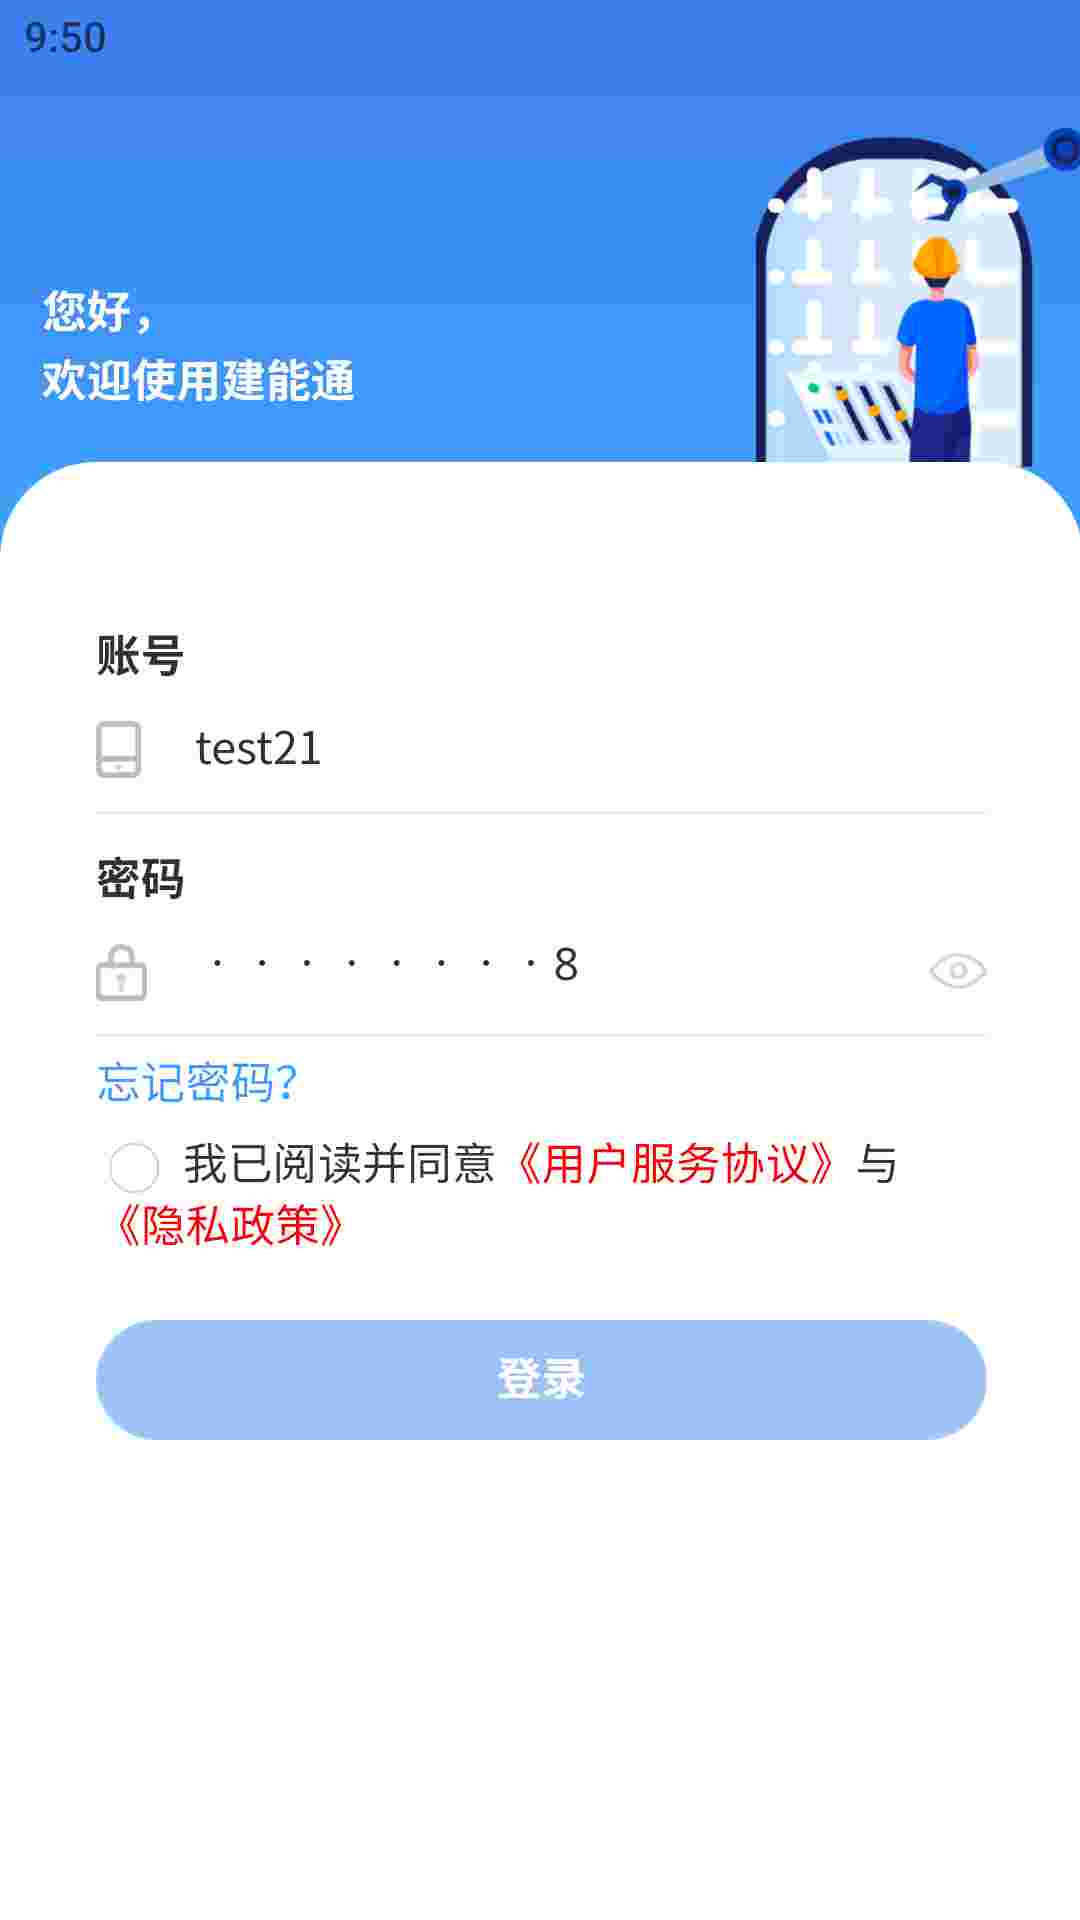 9:50
您好，
欢迎使用建能通
账号
test21
密码
········8
忘记密码？
我已阅读并同意《用户服务协议》与
《隐私政策》
登录